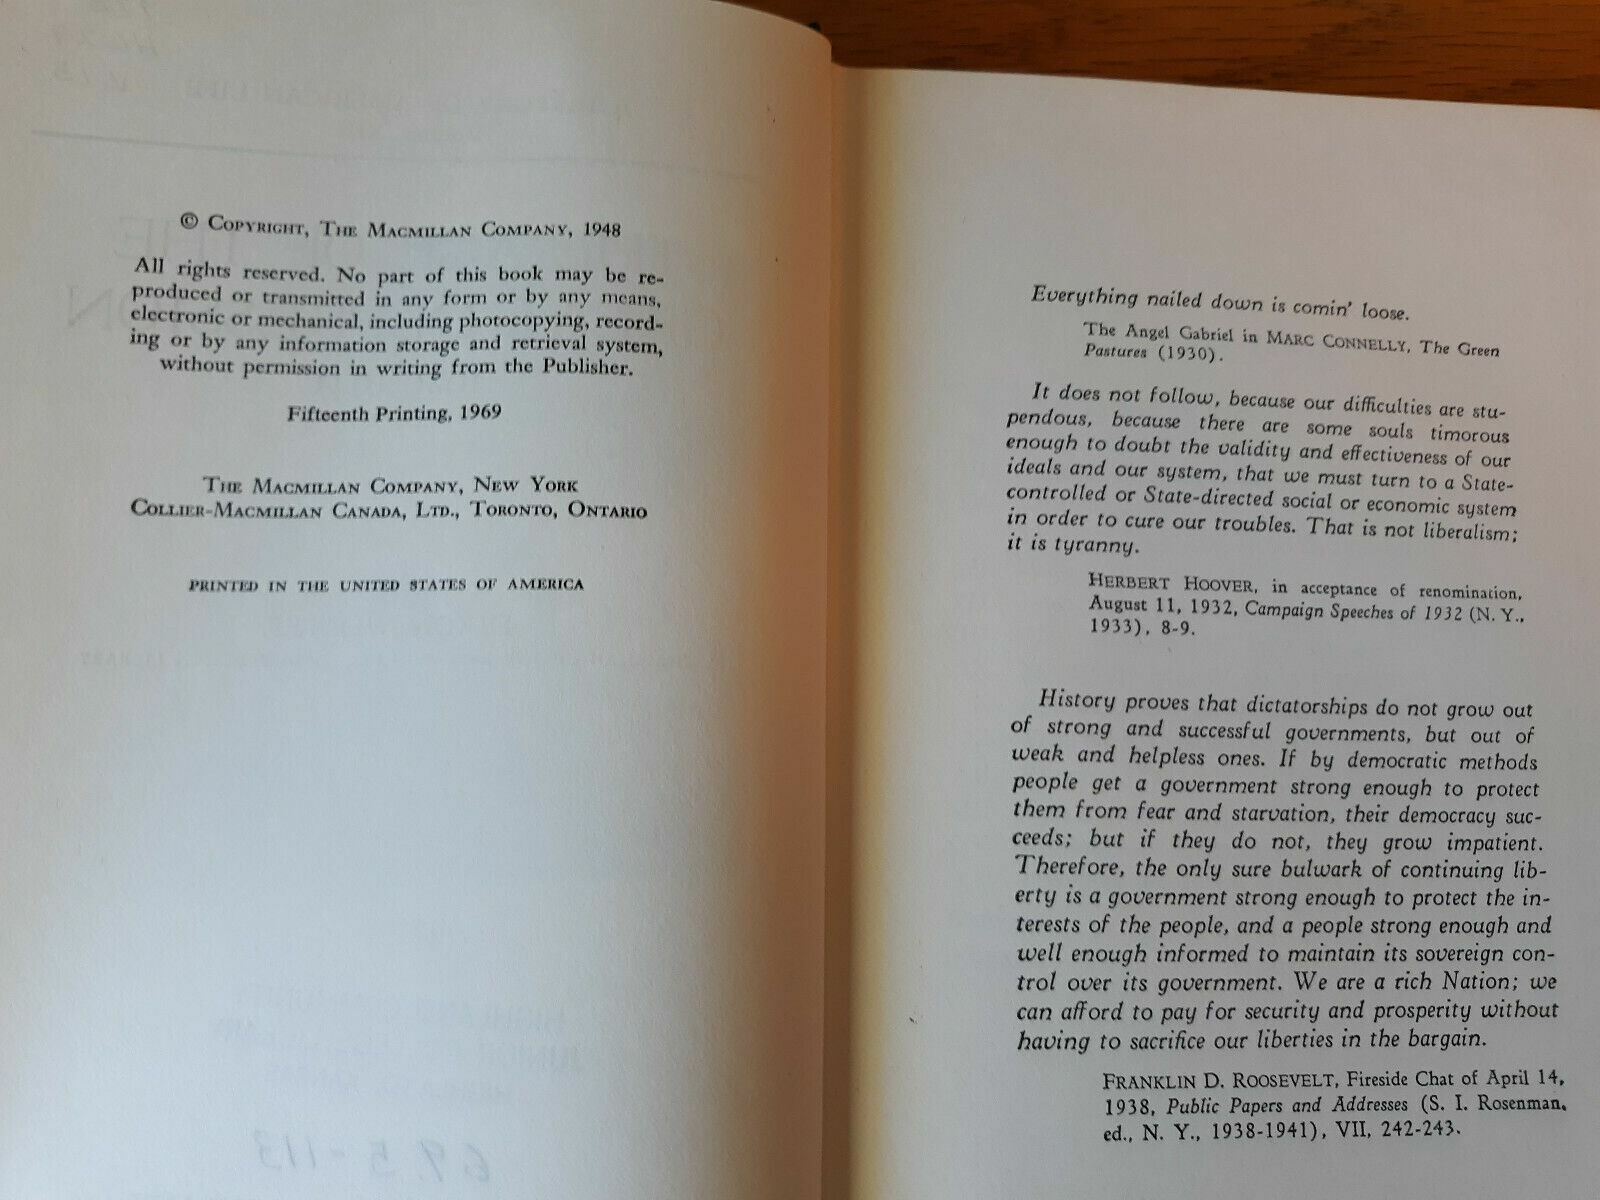 © Copyright, The Macmillan Company, 1948
All rights reserved. No part of this book may be re-
produced or transmitted in any form or by any means,
electronic or mechanical, including photocopying, record-
ing or by any information storage and retrieval system,
without permission in writing from the Publisher.
Fifteenth Printing, 1969
The Macmillan Company, New York
Collier-Macmillan Canada, Ltd., Toronto, Ontario
PRINTED IN THE UNITED STATES OF AMERICA
Everything nailed down is comin' loose.
The Angel Gabriel in MARC CONNELLY, The Green
Pastures (1930).
It does not follow, because our difficulties are stu-
pendous, because there are some souls timorous
enough to doubt the validity and effectiveness of our
ideals and our system, that we must turn to a State-
controlled or State-directed social or economic system
in order to cure our troubles. That is not liberalism;
it is tyranny.
HERBERT HOOVER, in acceptance of renomination,
August 11, 1932, Campaign Speeches of 1932 (N. Y.,
1933), 8-9.
History proves that dictatorships do not grow out
of strong and successful governments, but out of
weak and helpless ones. If by democratic methods
people get a government strong enough to protect
them from fear and starvation, their democracy suc-
ceeds; but if they do not, they grow impatient.
Therefore, the only sure bulwark of continuing lib-
erty is a government strong enough to protect the in-
terests of the people, and a people strong enough and
well enough informed to maintain its sovereign con-
trol over its government. We are a rich Nation; we
can afford to pay for security and prosperity without
having to sacrifice our liberties in the bargain.
FRANKLIN D. ROOSEVELT, Fireside Chat of April 14,
1938, Public Papers and Addresses (S. I. Rosenman,
ed., N. Y., 1938-1941), VII, 242-243.